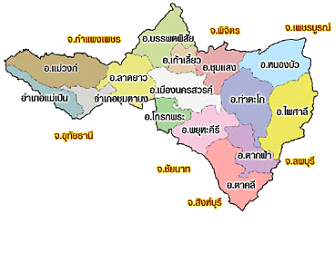 อ.บรรพตพิสัย
จ.กำแพงเพชร
จ.พิจิตร
จ.เพชรบูรณ์
อ.แม่วงก์
อ.ลาดยาว
อ.เก้าเลี้ยว
อ.ชุมแสง
อ.หนองบัว
อำเภอแม่เปิน
อำเภอชุมตาบง
อ.เมืองนครสวรรค์
อ.ท่าตะโก
อ.ไพศาลี
อ.โกรกพระ
จ.อุทัยธานี
อ.พยุหะคีรี
จ.ชัยนาท
อ.ตากฟ้า
จ.ลพบุรี
อ.ตาคลี
จ.สิงห์บุรี